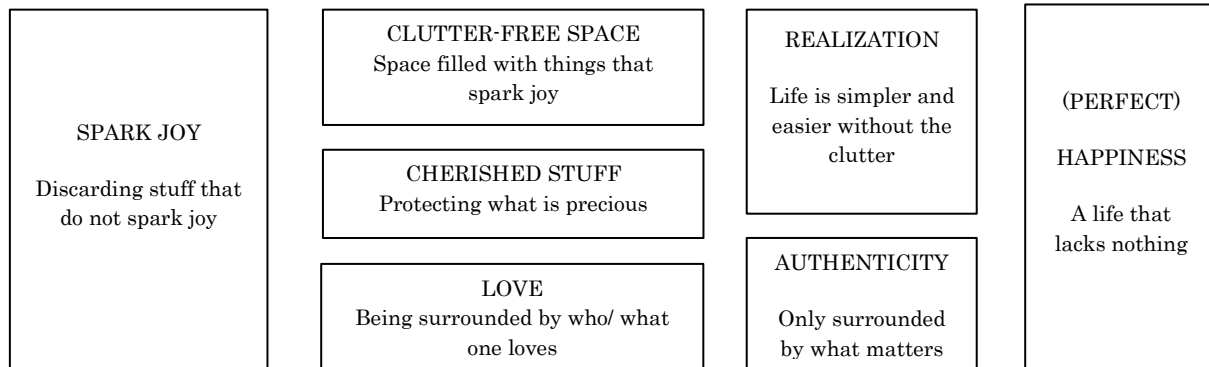 SPARK JOY
Discarding stuff that
do not spark joy
CLUTTER-FREE SPACE
Space filled with things that
spark joy
CHERISHED STUFF
Protecting what is precious
LOVE
Being surrounded by who/ what
one loves
REALIZATION
Life is simpler and
easier without the
clutter
AUTHENTICITY
Only surrounded
by what matters
(PERFECT)
HAPPINESS
A life that
lacks nothing